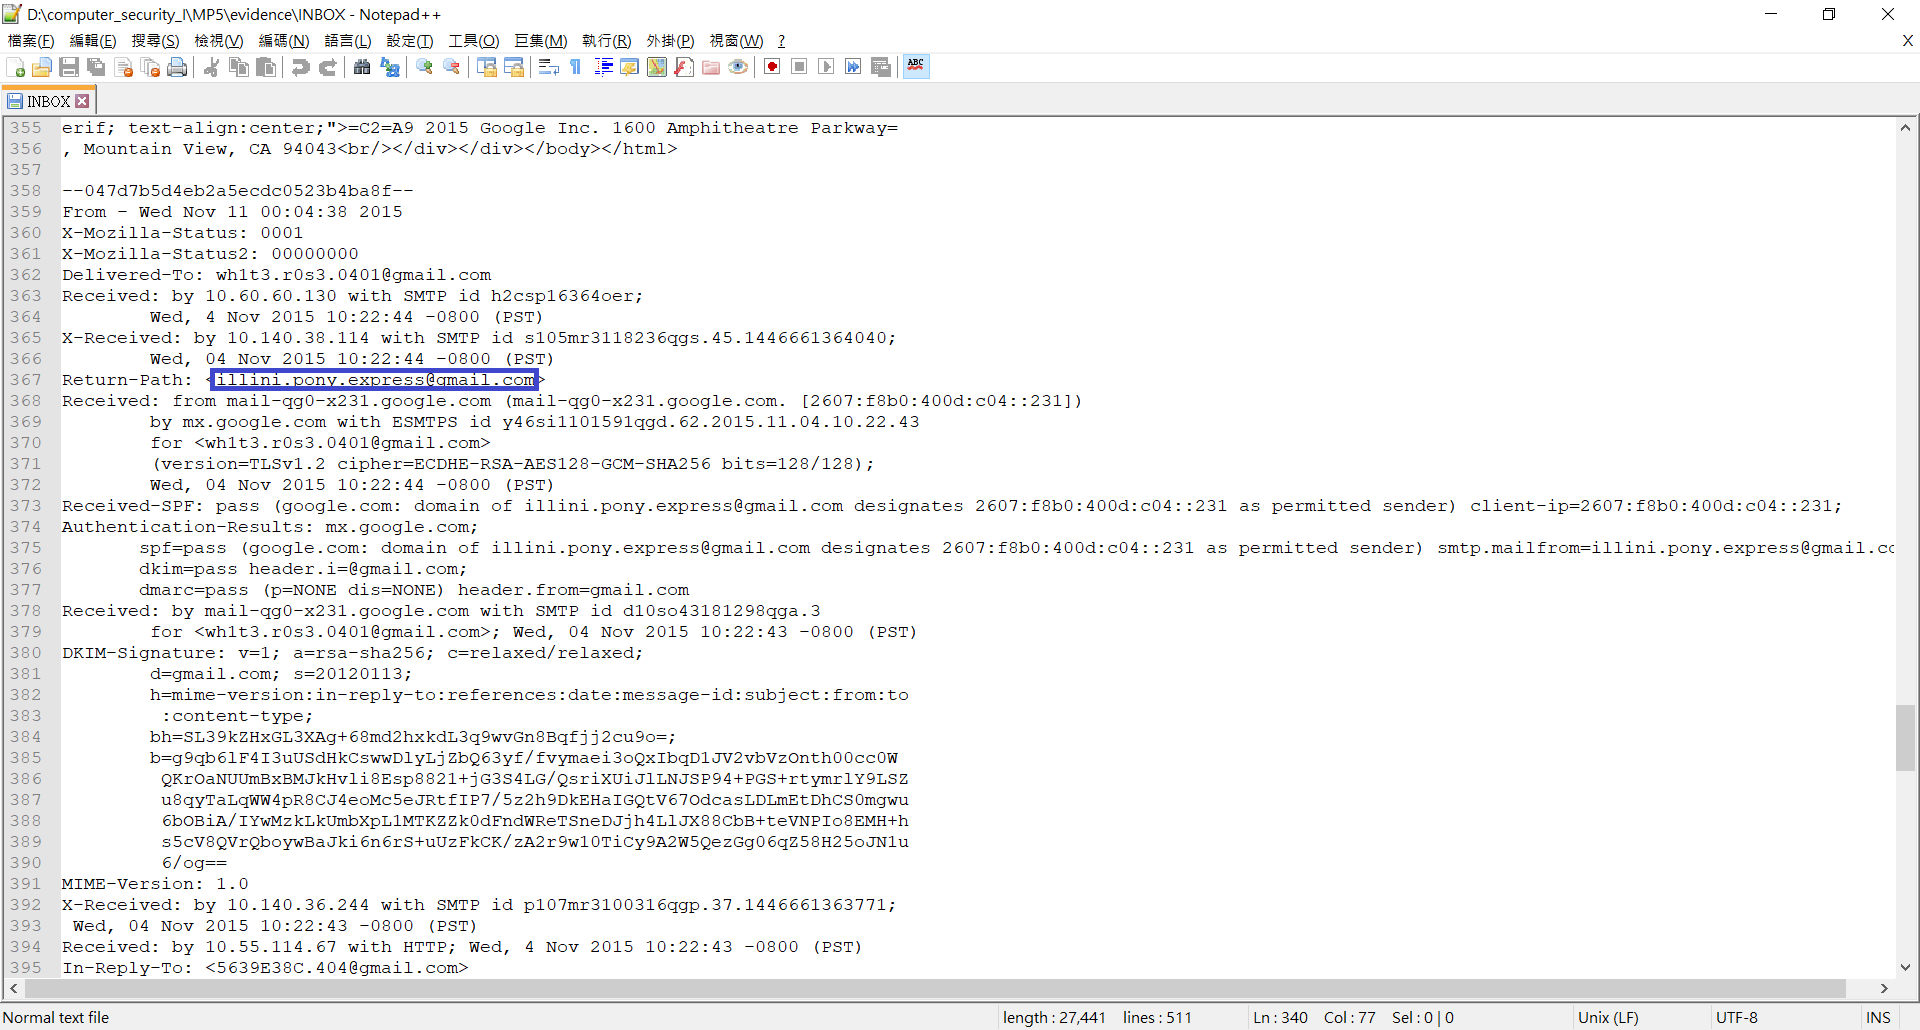 D:\computer_security_I\MP5\evidence\INBOX - Notepad++
檔案(F) 編輯(E) 搜尋(S) 檢視(V) 編碼(N) 語言(L) 設定(T) 工具(O) 巨集(M) 執行(R) 外掛(P) 視窗(W) ? X
ABC
INBOX
355 erif; text-align:center;">=C2=A9 2015 Google Inc. 1600 Amphitheatre Parkway=
356 , Mountain View, CA 94043<br/></div></div></body></html>
357
358 --047d7b5d4eb2a5ecdc0523b4ba8f--
359 From - Wed Nov 11 00:04:38 2015
360 X-Mozilla-Status: 0001
361 X-Mozilla-Status2: 00000000
362 Delivered-To: wh1t3.r0s3.0401@gmail.com
363 Received: by 10.60.60.130 with SMTP id h2csp16364oer;
364 Wed, 4 Nov 2015 10:22:44 -0800 (PST)
365 X-Received: by 10.140.38.114 with SMTP id s105mr3118236qgs.45.1446661364040;
366 Wed, 04 Nov 2015 10:22:44 -0800 (PST)
367 Return-Path: <illini.pony.express@gmail.com>
368 Received: from mail-qg0-x231.google.com (mail-qg0-x231.google.com. [2607:f8b0:400d:c04::231])
369 by mx.google.com with ESMTPS id y46si1101591qgd.62.2015.11.04.10.22.43
370 for <wh1t3.r0s3.0401@gmail.com>
371 (version=TLSv1.2 cipher=ECDHE-RSA-AES128-GCM-SHA256 bits=128/128);
372 Wed, 04 Nov 2015 10:22:44 -0800 (PST)
373 Received-SPF: pass (google.com: domain of illini.pony.express@gmail.com designates 2607:f8b0:400d:c04::231 as permitted sender) client-ip=2607:f8b0:400d:c04::231;
374 Authentication-Results: mx.google.com;
375 spf=pass (google.com: domain of illini.pony.express@gmail.com designates 2607:f8b0:400d:c04::231 as permitted sender) smtp.mailfrom=illini.pony.express@gmail.co
376 dkim=pass header.i=@gmail.com;
377 dmarc=pass (p=NONE dis=NONE) header.from=gmail.com
378 Received: by mail-qg0-x231.google.com with SMTP id d10so43181298qga.3
379 for <wh1t3.r0s3.0401@gmail.com>; Wed, 04 Nov 2015 10:22:43 -0800 (PST)
380 DKIM-Signature: v=1; a=rsa-sha256; c=relaxed/relaxed;
381 d=gmail.com; s=20120113;
382 h=mime-version:in-reply-to:references:date:message-id:subject:from:to
383 :content-type;
384 bh=SL39kZHxGL3XAg+68md2hxkdL3q9wvGn8Bqfjj2cu9o=;
385 b=g9qb6lF4I3uUSdHkCswwDlyLjZbQ63yf/fvymaei3oQxIbqD1JV2vbVzOnth00cc0W
386 QKrOaNUUmBxBMJkHvli8Esp8821+jG3S4LG/QsriXUiJlLNJSP94+PGS+rtymrlY9LSZ
387 u8qyTaLqWW4pR8CJ4eoMc5eJRtfIP7/5z2h9DkEHaIGQtV67OdcasLDLmEtDhCS0mgwu
388 6bOBiA/IYwMzkLkUmbXpL1MTKZZk0dFndWReTSneDJjh4LlJX88CbB+teVNPIo8EMH+h
389 s5cV8QVrQboywBaJki6n6rS+uUzFkCK/zA2r9w10TiCy9A2W5QezGg06qZ58H25oJN1u
390 6/og==
391 MIME-Version: 1.0
392 X-Received: by 10.140.36.244 with SMTP id p107mr3100316qgp.37.1446661363771;
393 Wed, 04 Nov 2015 10:22:43 -0800 (PST)
394 Received: by 10.55.114.67 with HTTP; Wed, 4 Nov 2015 10:22:43 -0800 (PST)
395 In-Reply-To: <5639E38C.404@gmail.com>
Normal text file length : 27,441 lines : 511 Ln : 340 Col : 77 Sel : 0 | 0 Unix (LF) UTF-8 INS